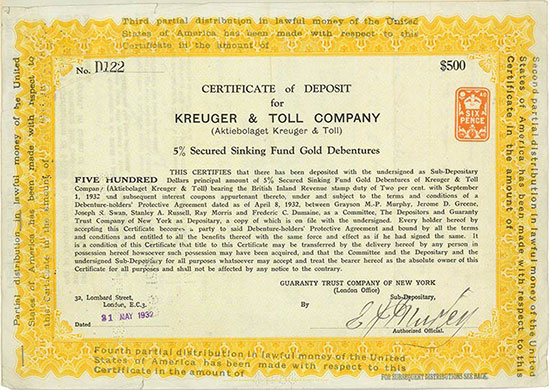 Third partial distribution in lawful money of the United
States of America has been made with respect to this
Certificate in the amount of
No. D122
$500
CERTIFICATE of DEPOSIT
for
KREUGER & TOLL COMPANY
(Aktiebolaget Kreuger & Toll)
5% Secured Sinking Fund Gold Debentures
SIX
PENCE
THIS CERTIFIES that there has been deposited with the undersigned as Sub-Depositary
FIVE HUNDRED Dollars principal amount of 5% Secured Sinking Fund Gold Debentures of Kreuger &
Toll Company (Aktiebolaget Kreuger & Toll) bearing the British Inland Revenue stamp duty of Two per cent. with September
1, 1932 and subsequent interest coupons appurtenant thereto, under and subject to the terms and conditions of a
Debenture-holders' Protective Agreement dated as of April 8, 1932, between Grayson M.-P. Murphy, Jerome D. Greene,
Joseph S. Swan, Stanley A. Russell, Ray Morris and Frederic C. Dumaine, as a Committee, The Depositors and Guaranty
Trust Company of New York as Depositary, a copy of which is on file with the undersigned. Every holder hereof by
accepting this Certificate becomes a party to said Debenture-holders' Protective Agreement and bound by all the terms
and conditions and entitled to all the benefits thereof with the same force and effect as if he had signed the same. It
is a condition of this Certificate that title to this Certificate may be transferred by the delivery hereof by any person in
possession hereof howsoever such possession may have been acquired, and that the Committee and the Depositary and the
undersigned Sub-Depositary for all purposes whatsoever may accept and treat the bearer hereof as the absolute owner of this
Certificate for all purposes and shall not be affected by any notice to the contrary.
GUARANTY TRUST COMPANY OF NEW YORK
(London Office)
Sub-Depositary,
32, Lombard Street,
London, E.C.3.
By
Dated 31 MAY 1932
Authorized Official.
Fourth partial distribution in lawful money of the United
States of America has been made with respect to this
Certificate in the amount of
FOR SUBSEQUENT DISTRIBUTIONS SEE BACK.
Partial distribution in lawful money of the United
States of America has been made with respect to this
Certificate in the amount of
Second partial distribution in lawful money of the United
States of America has been made with respect to this
Certificate in the amount of